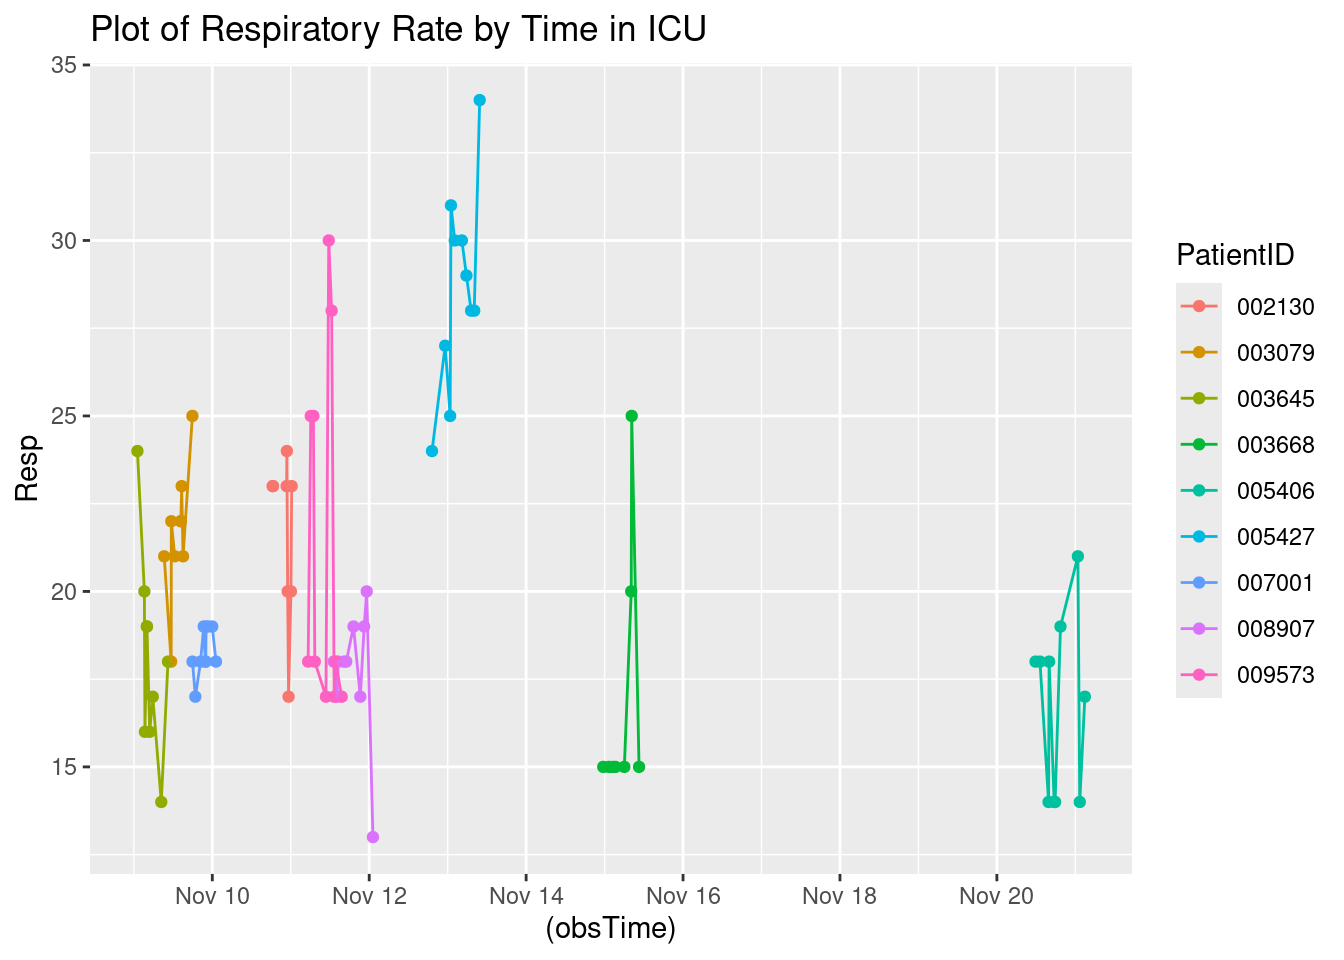 Plot of Respiratory Rate by Time in ICU
35
30
25
20
15
Resp
Nov 10
Nov 12
Nov 14
Nov 16
Nov 18
Nov 20
(obsTime)
PatientID
002130
003079
003645
003668
005406
005427
007001
008907
009573